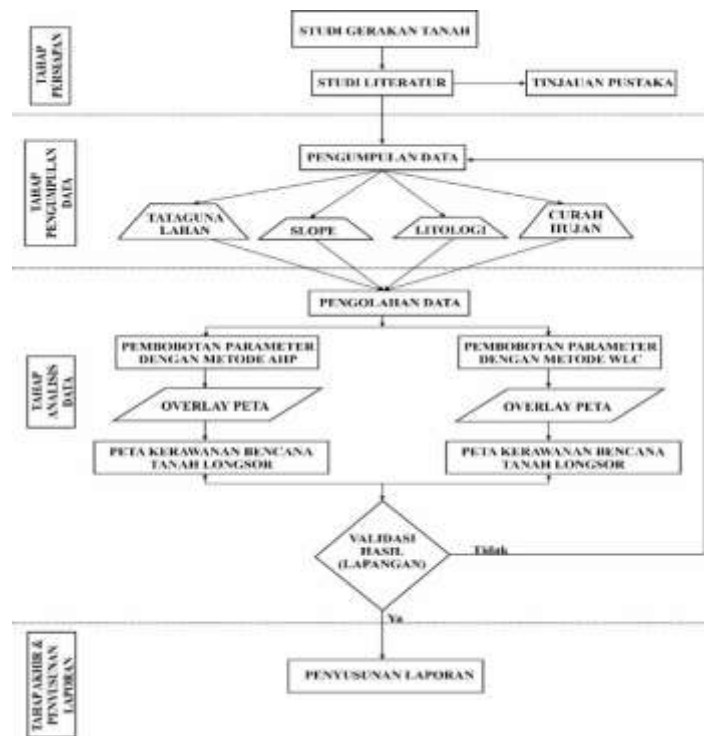 TAHAP
PERSIAPAN
STUDI GERAKAN TANAH
STUDI LITERATUR
TINJAUAN PUSTAKA
TAHAP
PENGUMPULAN
DATA
PENGUMPULAN DATA
TATAGUNA
LAHAN
SLOPE
LITOLOGI
CURAH
HUJAN
TAHAP
ANALISIS
DATA
PENGOLAHAN DATA
PEMBOBOTAN PARAMETER
DENGAN METODE AHP
PEMBOBOTAN PARAMETER
DENGAN METODE WLC
OVERLAY PETA
OVERLAY PETA
PETA KERAWANAN BENCANA
TANAH LONGSOR
PETA KERAWANAN BENCANA
TANAH LONGSOR
VALIDASI
HASIL
(LAPANGAN)
Tidak
Ya
TAHAP AKHIR &
PENYUSUNAN
LAPORAN
PENYUSUNAN LAPORAN